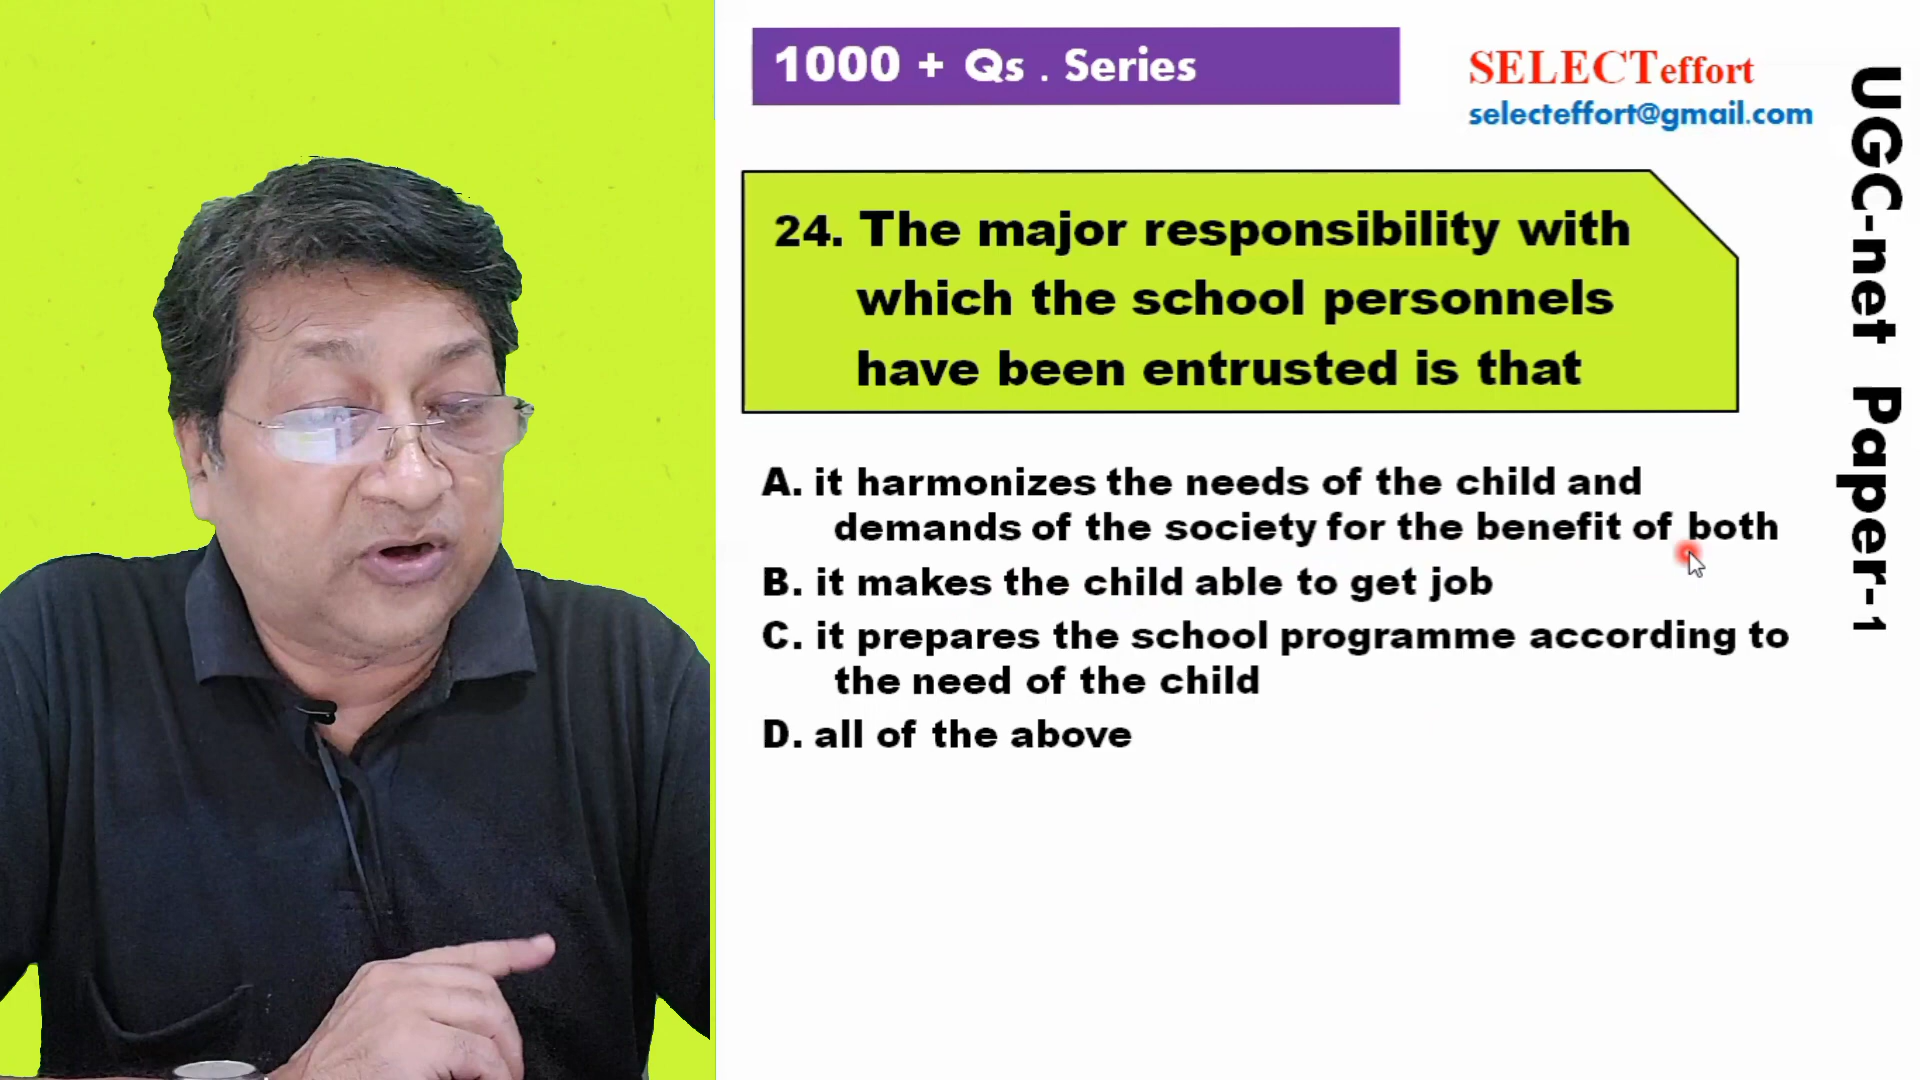 1000 + Qs . Series
SELECTeffort
selecteffort@gmail.com
24. The major responsibility with
which the school personnels
have been entrusted is that
A. it harmonizes the needs of the child and
demands of the society for the benefit of both
B. it makes the child able to get job
C. it prepares the school programme according to
the need of the child
D. all of the above
UGC-net Paper-1